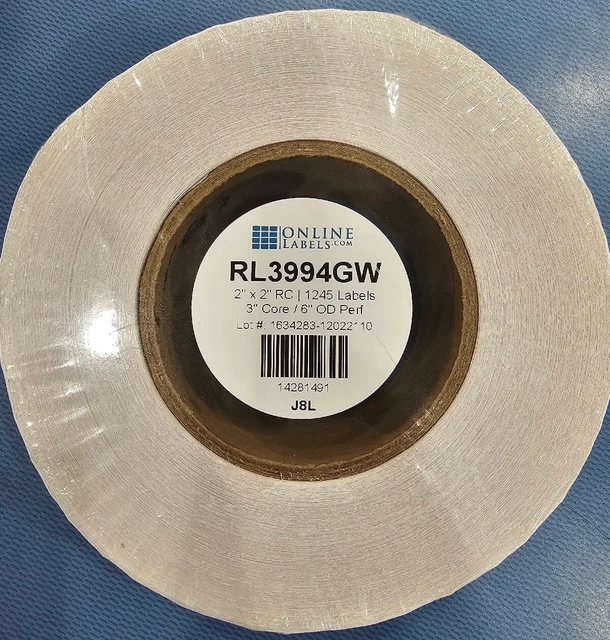 ONLINE
LABELS.COM
RL3994GW
2" x 2" RC | 1245 Labels
3" Core / 6" OD Perf
Lot #: 1634283-12022110
14281491
J8L